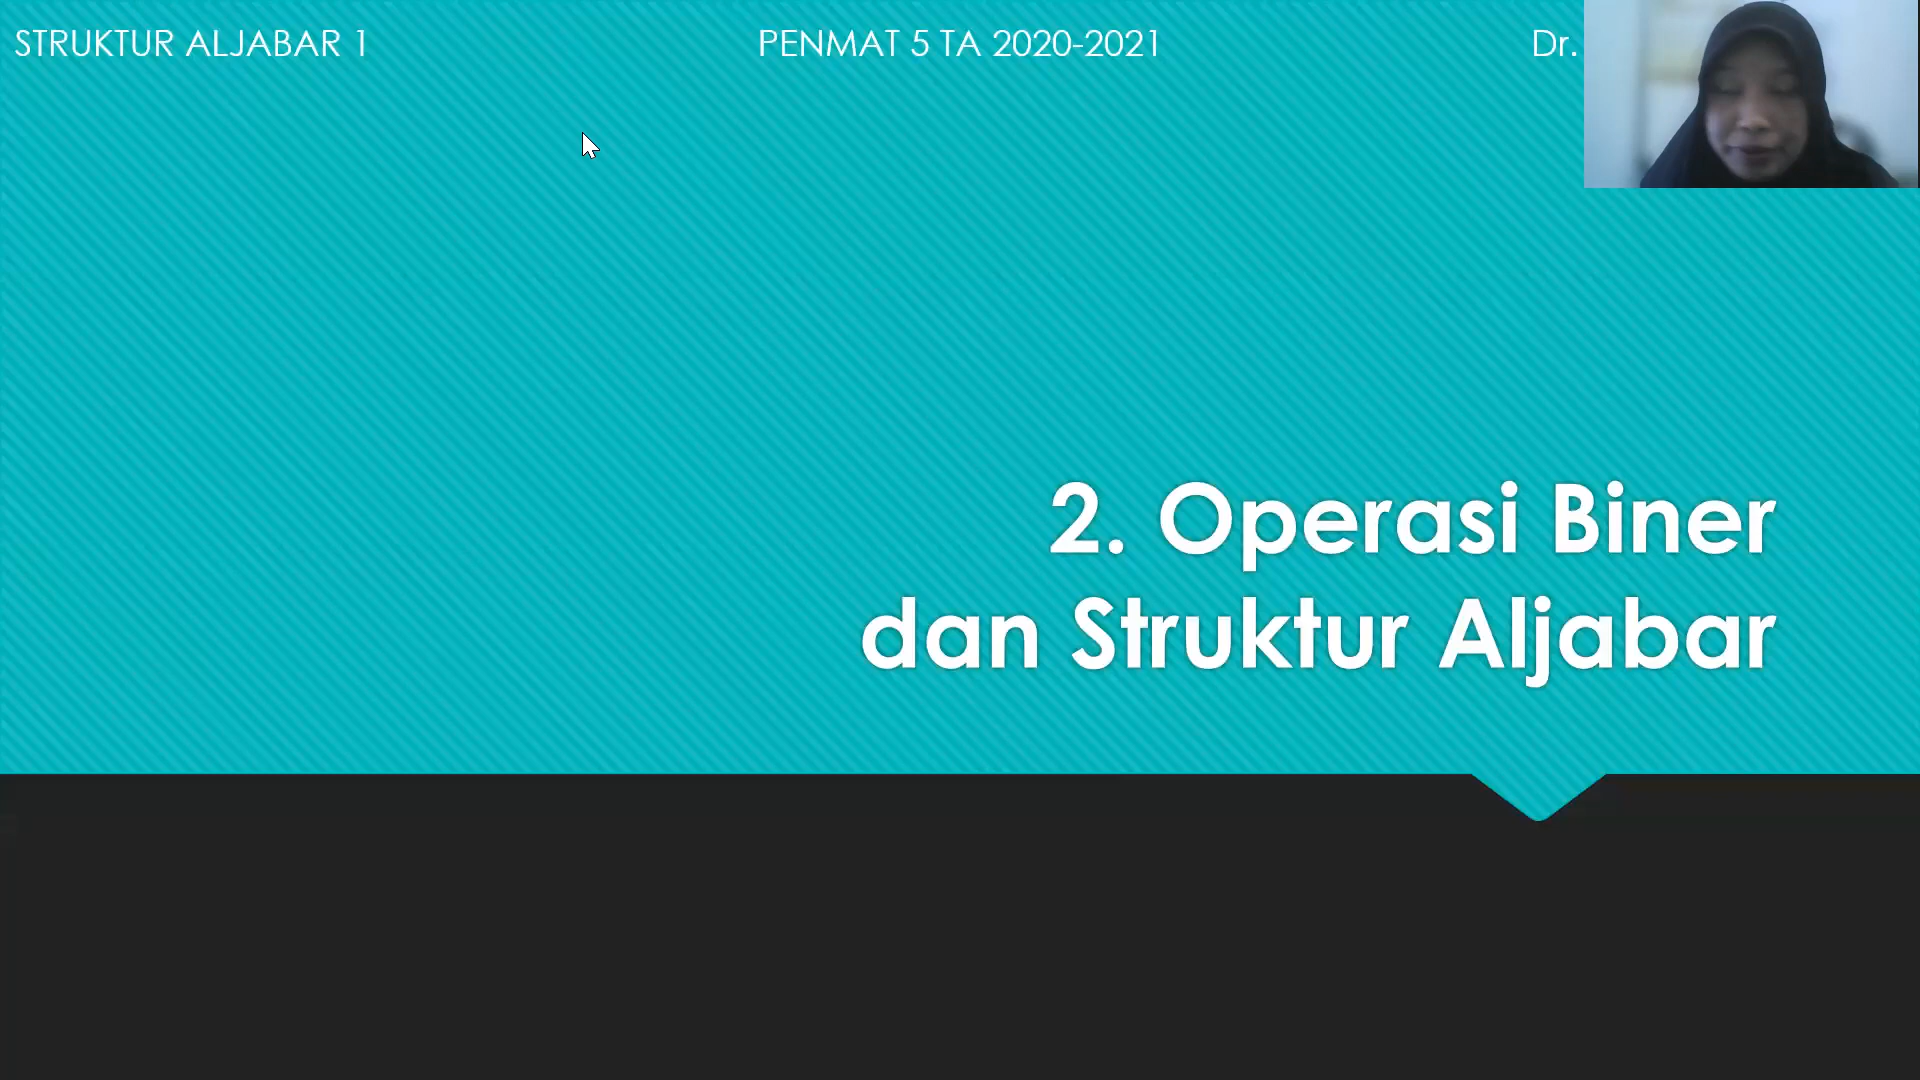 STRUKTUR ALJABAR 1
PENMAT 5 TA 2020-2021
Dr.
2. Operasi Biner
dan Struktur Aljabar